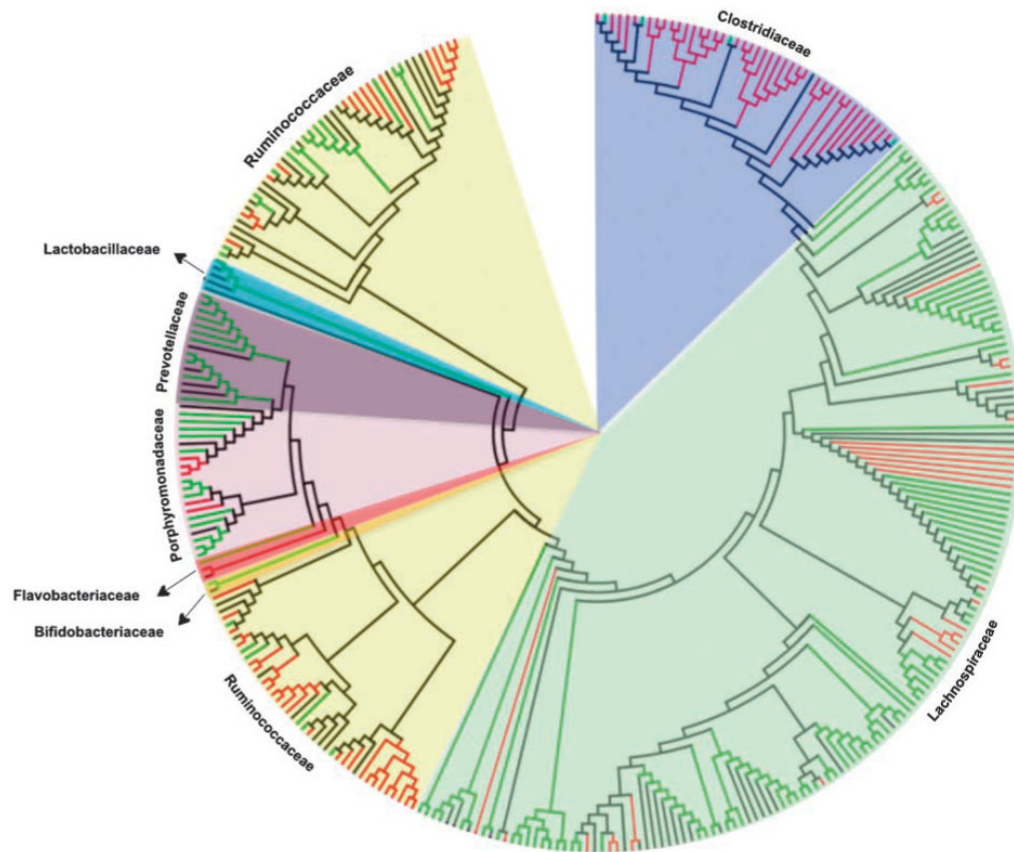 Clostridiaceae
Ruminococcaceae
Lactobacillaceae
Prevotellaceae
Porphyromonadaceae
Flavobacteriaceae
Bifidobacteriaceae
Ruminococcaceae
Lachnospiraceae